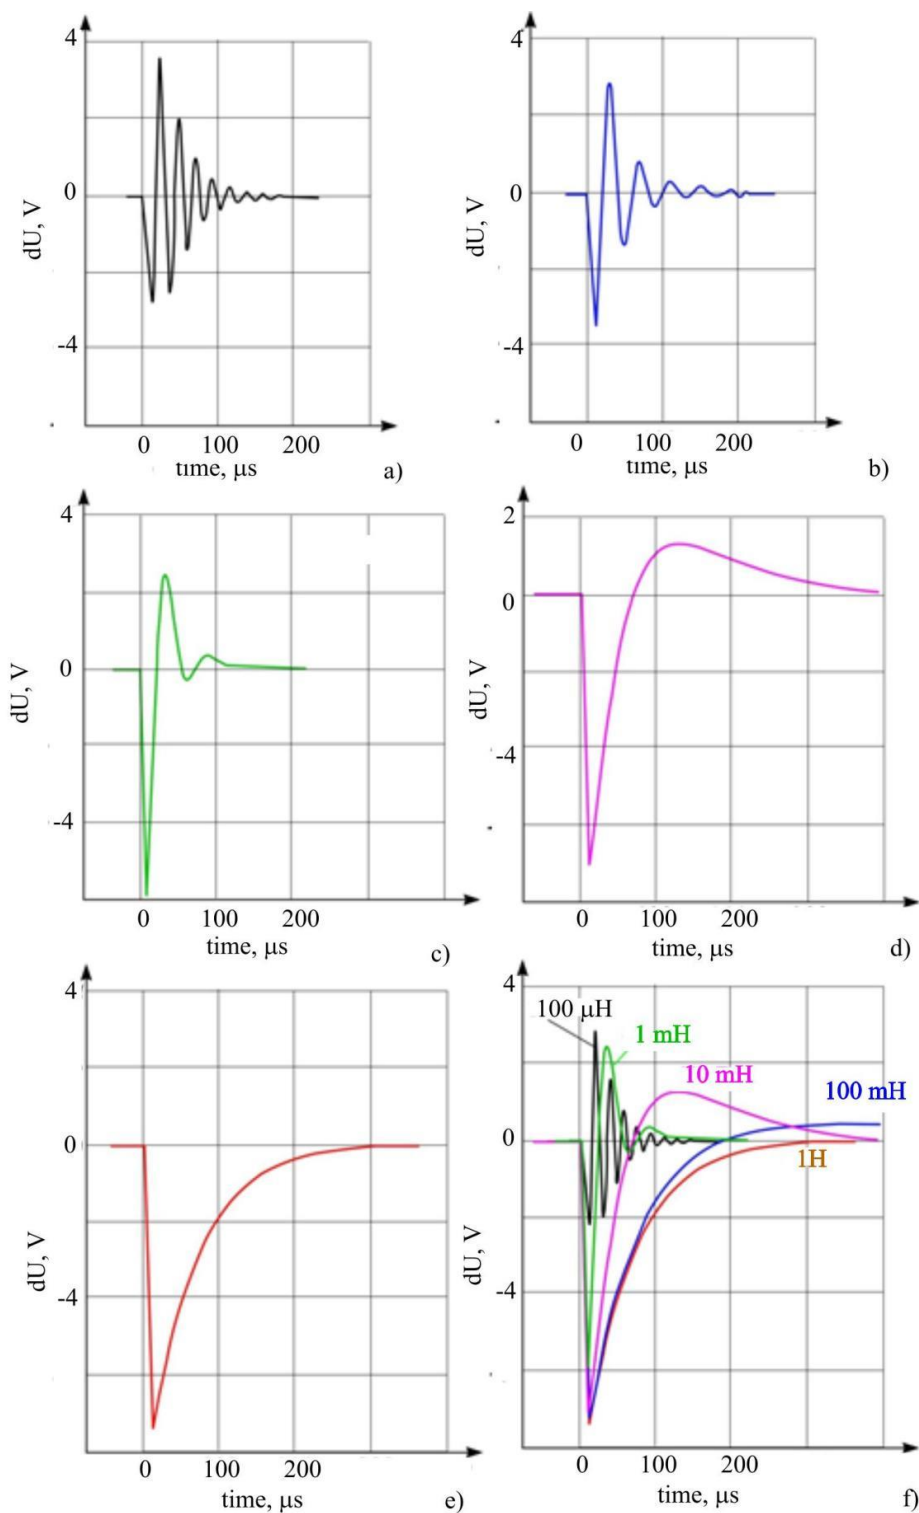 4
0
-4
dU, V
0 100 200
time, μs
a)
4
0
-4
dU, V
0 100 200
time, μs
b)
4
0
-4
dU, V
0 100 200
time, μs
c)
2
0
-4
dU, V
0 100 200
time, μs
d)
4
0
-4
dU, V
0 100 200
time, μs
e)
4
0
-4
dU, V
100 μH
1 mH
10 mH
100 mH
1H
0 100 200
time, μs
f)